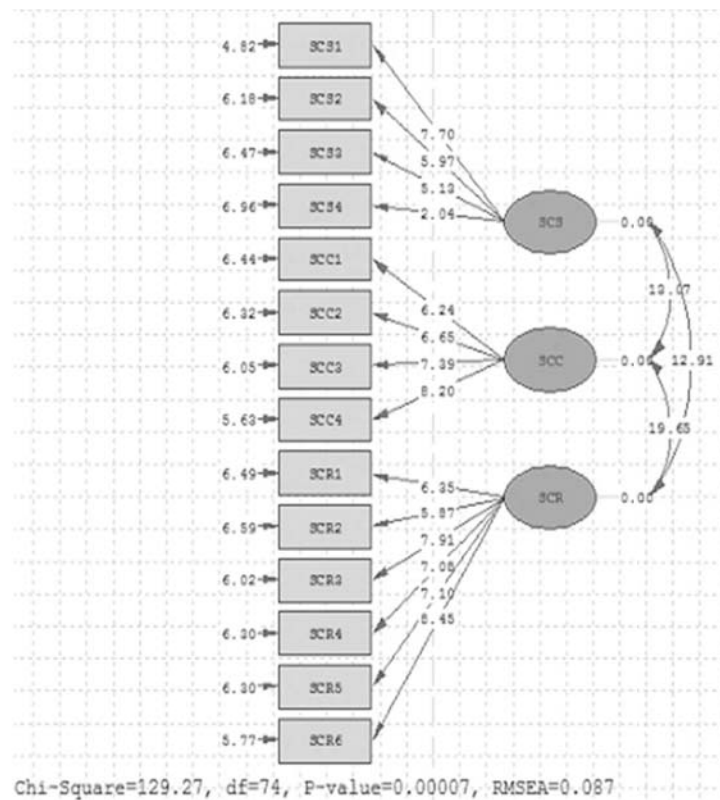 4.82 SCS1
6.18 SCS2
6.47 SCS3
6.96 SCS4
6.44 SCC1
6.32 SCC2
6.05 SCC3
5.63 SCC4
6.49 SCR1
6.59 SCR2
6.02 SCR3
6.30 SCR4
6.30 SCR5
5.77 SCR6
7.70
5.97
2.04
6.24
6.65
7.39
8.20
6.35
5.87
7.91
7.08
7.10
8.45
SCS 0.00
SCC 0.00
SCR 0.00
13.07
12.91
19.65
Chi-Square=129.27, df=74, P-value=0.00007, RMSEA=0.087